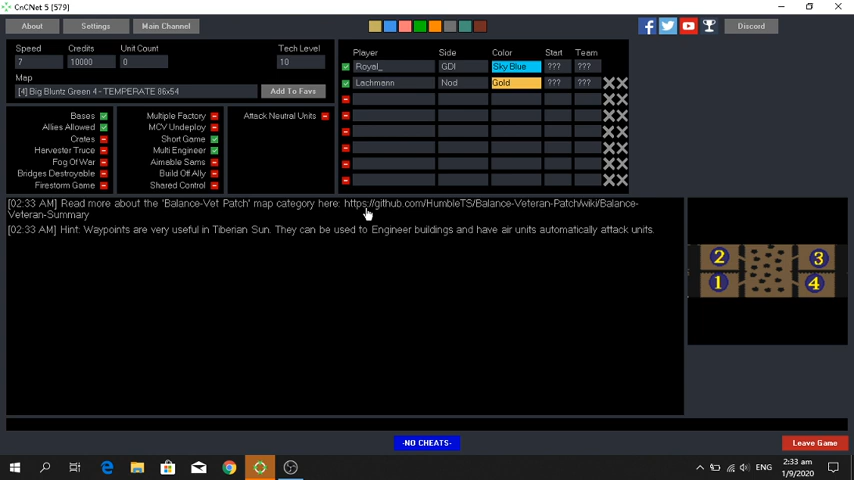 CnCNet 5 [579]
About
Settings
Main Channel
Discord
Speed
Credits
Unit Count
Tech Level
7
10000
0
10
Map
[4] Big Bluntz Green 4 - TEMPERATE 86x54
Add To Favs
Bases
Allies Allowed
Crates
Harvester Truce
Fog Of War
Bridges Destroyable
Firestorm Game
Multiple Factory
MCV Undeploy
Short Game
Multi Engineer
Aimable Sams
Build Off Ally
Shared Control
Attack Neutral Units
Player Side Color Start Team
Royal_ GDI Sky Blue ??? ???
Lachmann Nod Gold ??? ???
[02:33 AM] Read more about the 'Balance-Vet Patch' map category here: https://github.com/HumbleTS/Balance-Veteran-Patch/wiki/Balance-
Veteran-Summary
[02:33 AM] Hint: Waypoints are very useful in Tiberian Sun. They can be used to Engineer buildings and have air units automatically attack units.
2 3
1 4
-NO CHEATS-
Leave Game
ENG
2:33 am
1/9/2020